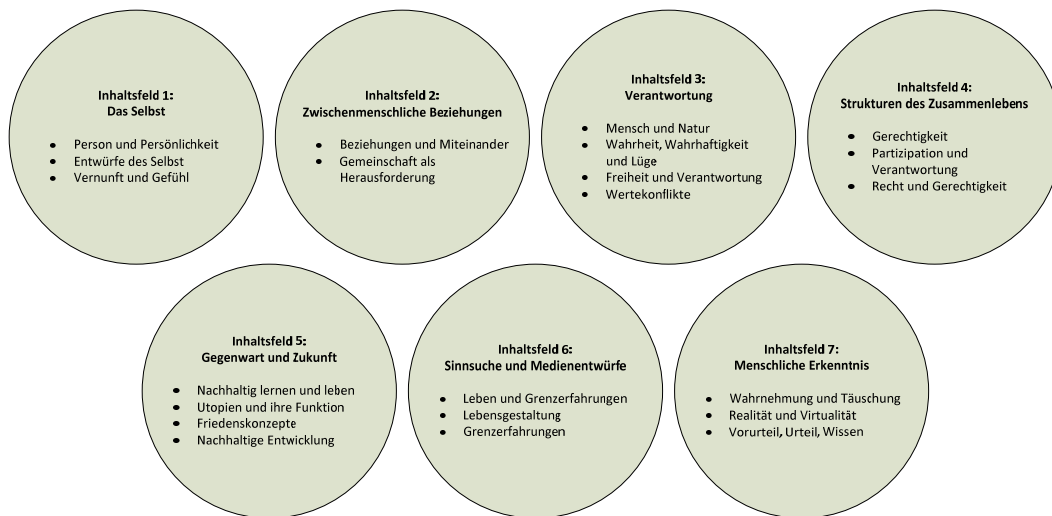 Inhaltsfeld 1:
Das Selbst
• Person und Persönlichkeit
• Entwürfe des Selbst
• Vernunft und Gefühl
Inhaltsfeld 2:
Zwischenmenschliche Beziehungen
• Beziehungen und Miteinander
• Gemeinschaft als
Herausforderung
Inhaltsfeld 3:
Verantwortung
• Mensch und Natur
• Wahrheit, Wahrhaftigkeit
und Lüge
• Freiheit und Verantwortung
• Wertekonflikte
Inhaltsfeld 4:
Strukturen des Zusammenlebens
• Gerechtigkeit
• Partizipation und
Verantwortung
• Recht und Gerechtigkeit
Inhaltsfeld 5:
Gegenwart und Zukunft
• Nachhaltig lernen und leben
• Utopien und ihre Funktion
• Friedenskonzepte
• Nachhaltige Entwicklung
Inhaltsfeld 6:
Sinnsuche und Medienentwürfe
• Leben und Grenzerfahrungen
• Lebensgestaltung
• Grenzerfahrungen
Inhaltsfeld 7:
Menschliche Erkenntnis
• Wahrnehmung und Täuschung
• Realität und Virtualität
• Vorurteil, Urteil, Wissen